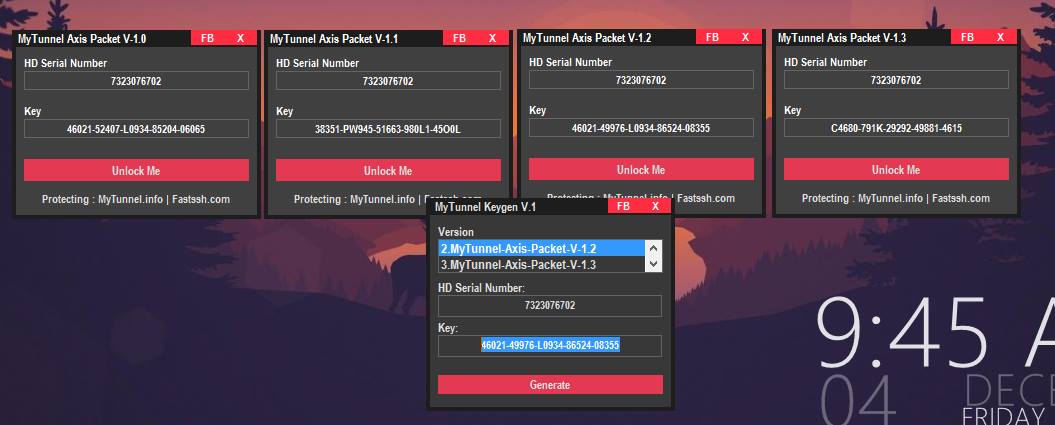 MyTunnel Axis Packet V-1.0 FB X
HD Serial Number
7323076702
Key
46021-52407-L0934-85204-06065
Unlock Me
Protecting : MyTunnel.info | Fastssh.com
MyTunnel Axis Packet V-1.1 FB X
HD Serial Number
7323076702
Key
38351-PW945-51663-980L1-45O0L
Unlock Me
Protecting : MyTunnel.info | Fastssh.com
MyTunnel Axis Packet V-1.2 FB X
HD Serial Number
7323076702
Key
46021-49976-L0934-86524-08355
Unlock Me
Protecting : MyTunnel.info | Fastssh.com
MyTunnel Axis Packet V-1.3 FB X
HD Serial Number
7323076702
Key
C4680-791K-29292-49881-4615
Unlock Me
Protecting : MyTunnel.info | Fastssh.com
MyTunnel Keygen V.1 FB X
Version
2.MyTunnel-Axis-Packet-V-1.2
3.MyTunnel-Axis-Packet-V-1.3
HD Serial Number:
7323076702
Key:
46021-49976-L0934-86524-08355
Generate
9:45 A
04 DECE
FRIDAY